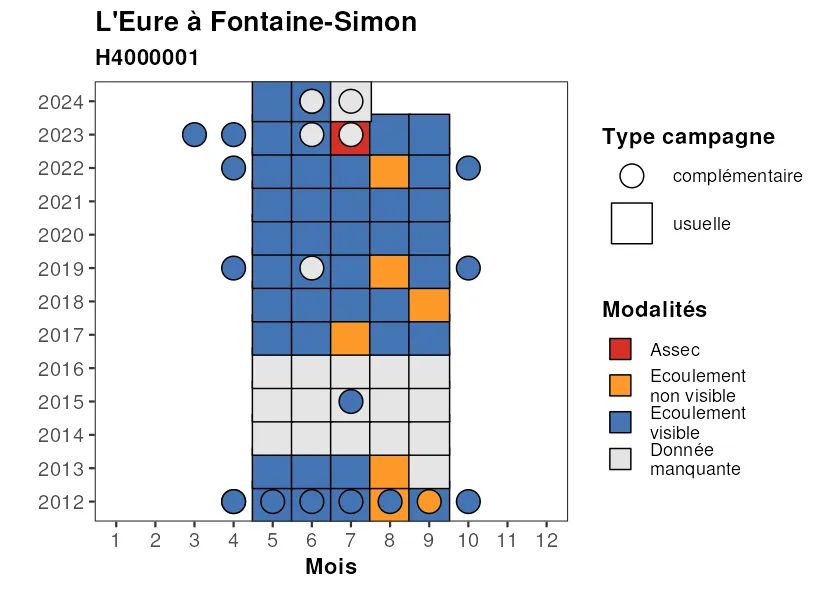 L'Eure à Fontaine-Simon
H4000001
2024
2023
2022
2021
2020
2019
2018
2017
2016
2015
2014
2013
2012
1 2 3 4 5 6 7 8 9 10 11 12
Mois
Type campagne
complémentaire
usuelle
Modalités
Assec
Ecoulement
non visible
Ecoulement
visible
Donnée
manquante